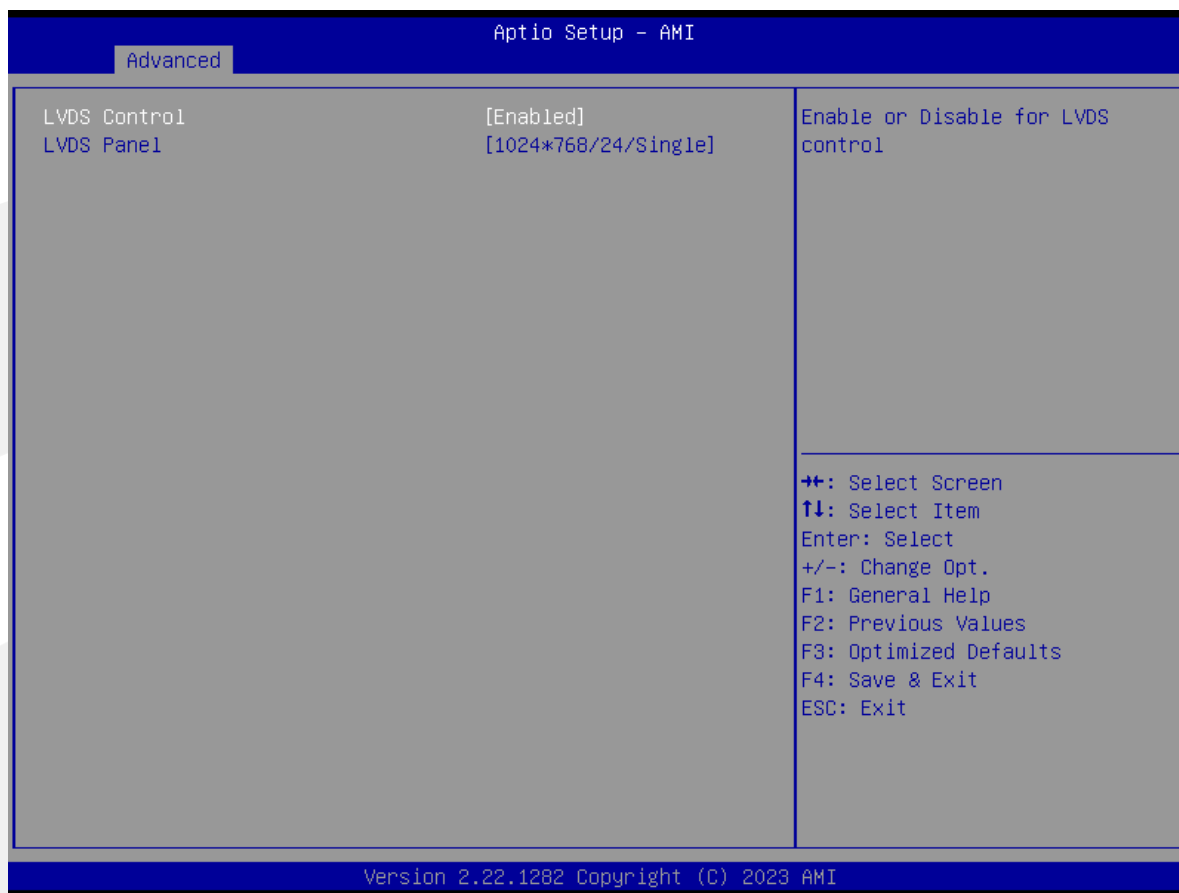 Aptio Setup – AMI
Advanced
LVDS Control [Enabled]
LVDS Panel [1024*768/24/Single]
Enable or Disable for LVDS
control
→←: Select Screen
↑↓: Select Item
Enter: Select
+/-: Change Opt.
F1: General Help
F2: Previous Values
F3: Optimized Defaults
F4: Save & Exit
ESC: Exit
Version 2.22.1282 Copyright (C) 2023 AMI